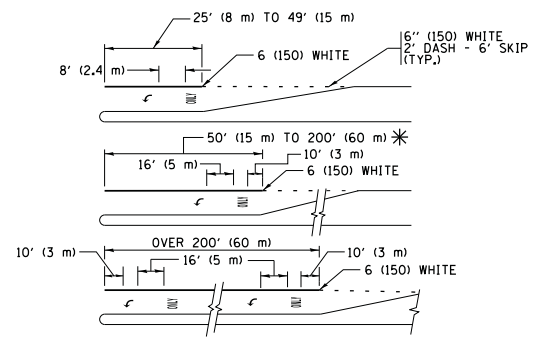 25' (8 m) TO 49' (15 m)
6" (150) WHITE
2' DASH - 6' SKIP
(TYP.)
6 (150) WHITE
8' (2.4 m)
ONLY
50' (15 m) TO 200' (60 m) ✳
10' (3 m)
16' (5 m)
6 (150) WHITE
ONLY
OVER 200' (60 m)
10' (3 m)
16' (5 m)
10' (3 m)
6 (150) WHITE
ONLY
ONLY